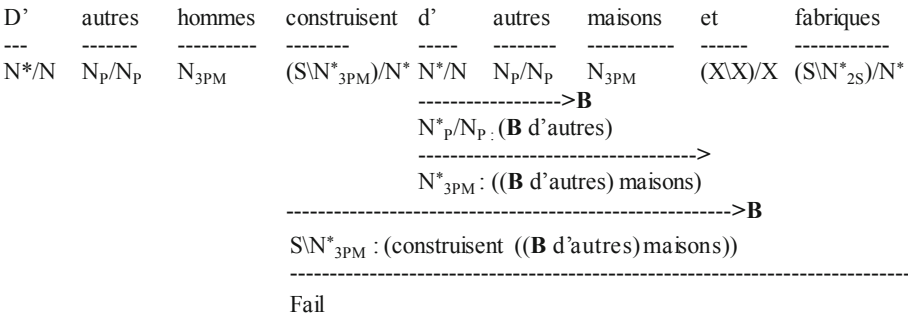 D’ autres hommes construisent d’ autres maisons et fabriques
--- ------- ----------- -------- ----- -------- ----------- ------ ------------
N*/N N_P/N_P N_3PM (S\N*_3PM)/N* N*/N N_P/N_P N_3PM (X\X)/X (S\N*_2S)/N*
------------------>B
N*_P/N_P : (B d’autres)
----------------------------------->
N*_3PM : ((B d’autres) maisons)
-------------------------------------------------------->B
S\N*_3PM : (construisent ((B d’autres) maisons))
--------------------------------------------------------------------------------
Fail